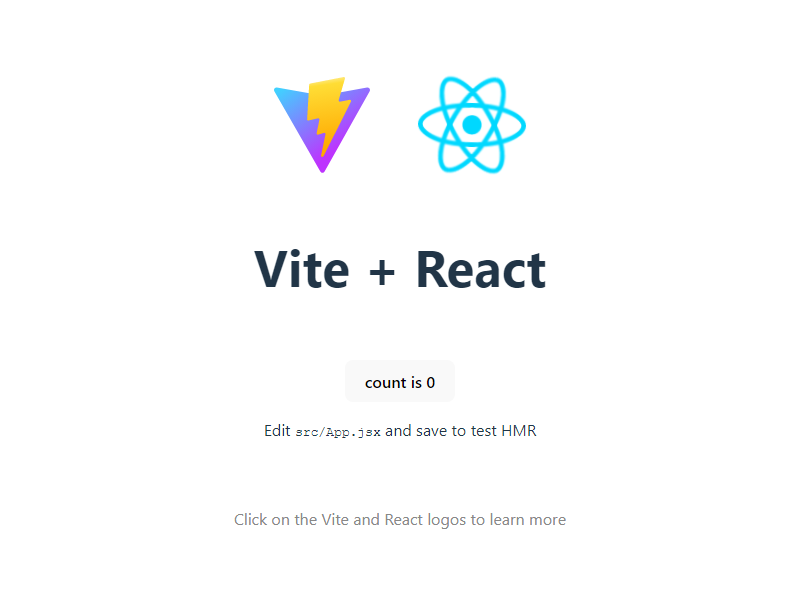 Vite + React
count is 0
Edit src/App.jsx and save to test HMR
Click on the Vite and React logos to learn more